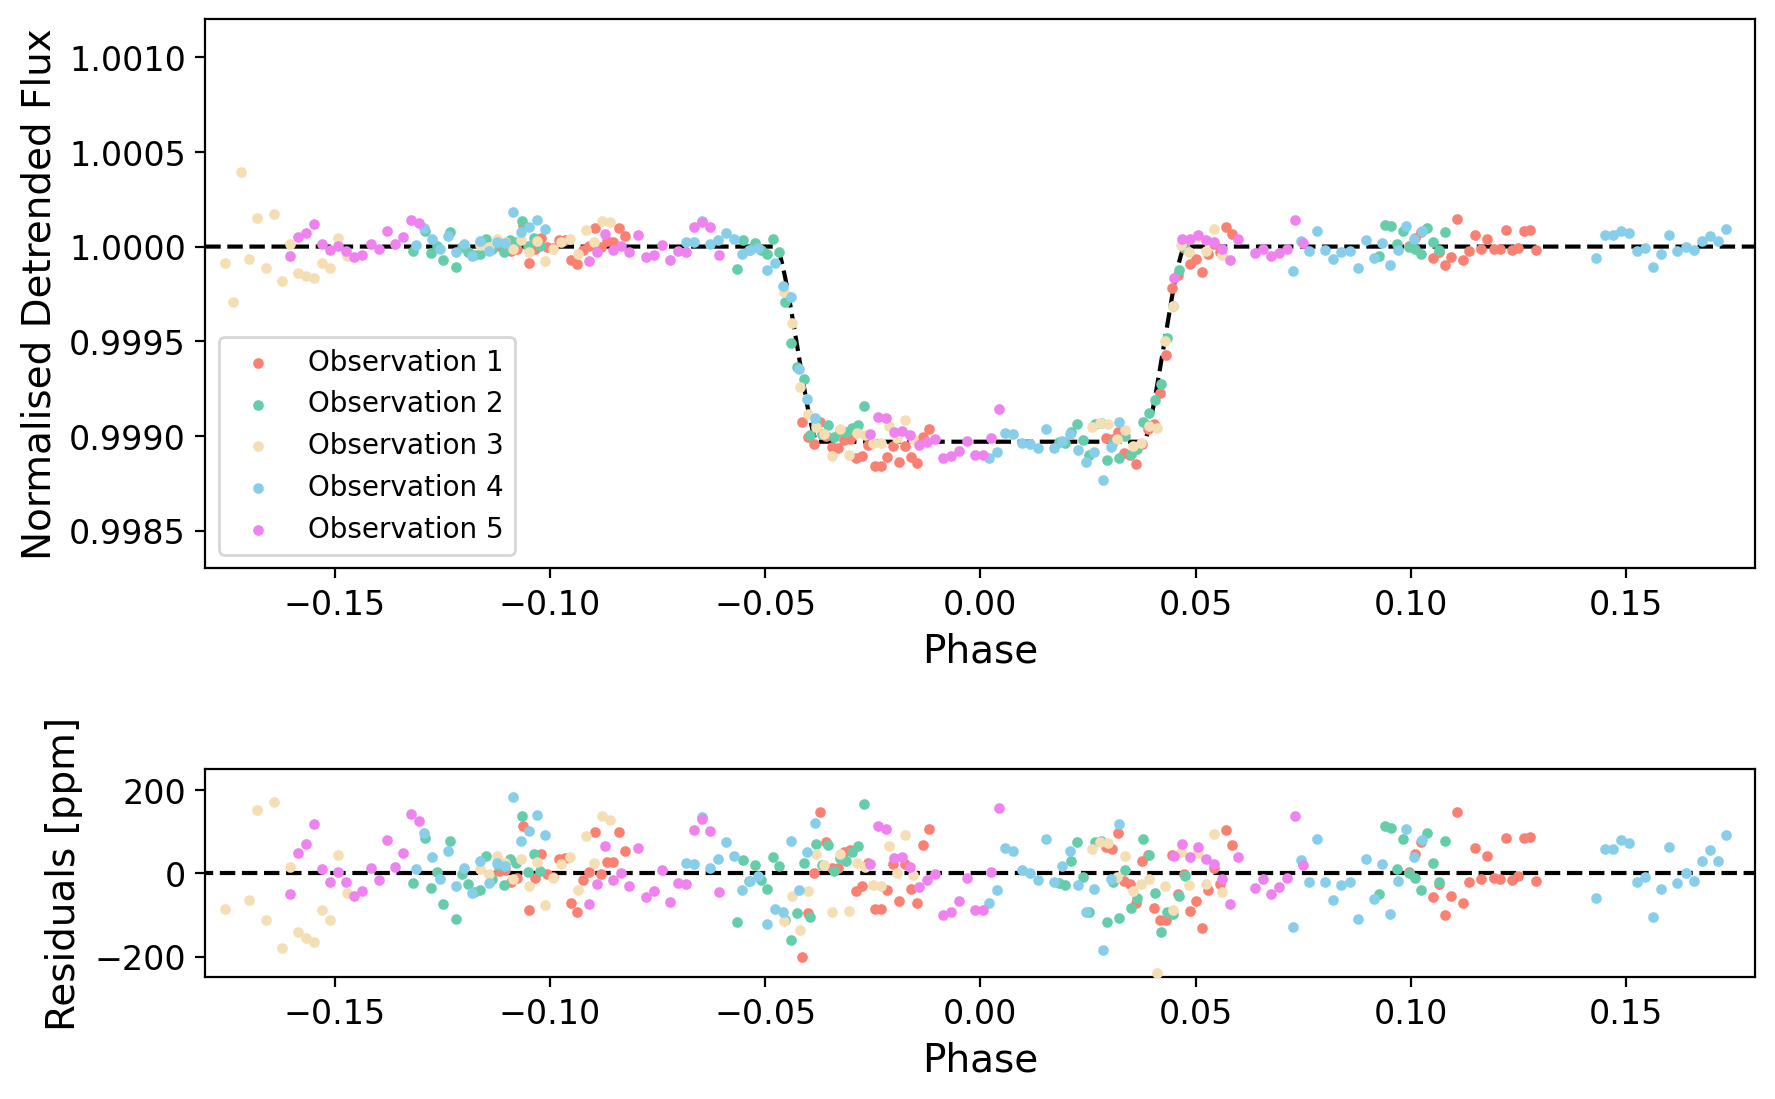 Normalised Detrended Flux
1.0010
1.0005
1.0000
0.9995
0.9990
0.9985
Observation 1
Observation 2
Observation 3
Observation 4
Observation 5
−0.15 −0.10 −0.05 0.00 0.05 0.10 0.15
Phase
Residuals [ppm]
200
0
−200
−0.15 −0.10 −0.05 0.00 0.05 0.10 0.15
Phase